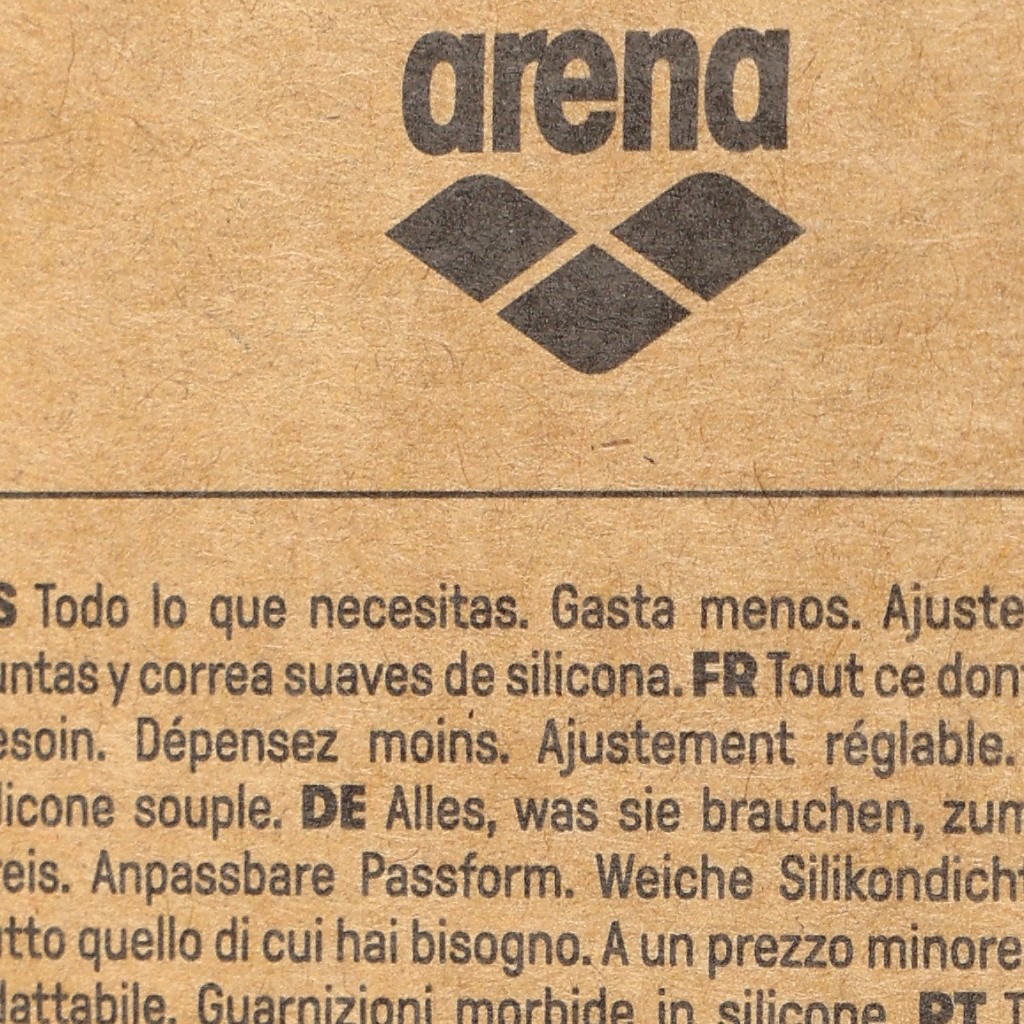 arena
S Todo lo que necesitas. Gasta menos. Ajuste
untas y correa suaves de silicona. FR Tout ce dont
esoin. Dépensez moins. Ajustement réglable.
licone souple. DE Alles, was sie brauchen, zum
reis. Anpassbare Passform. Weiche Silikondicht
utto quello di cui hai bisogno. A un prezzo minore
dattabile. Guarnizioni morbide in silicone. PT T